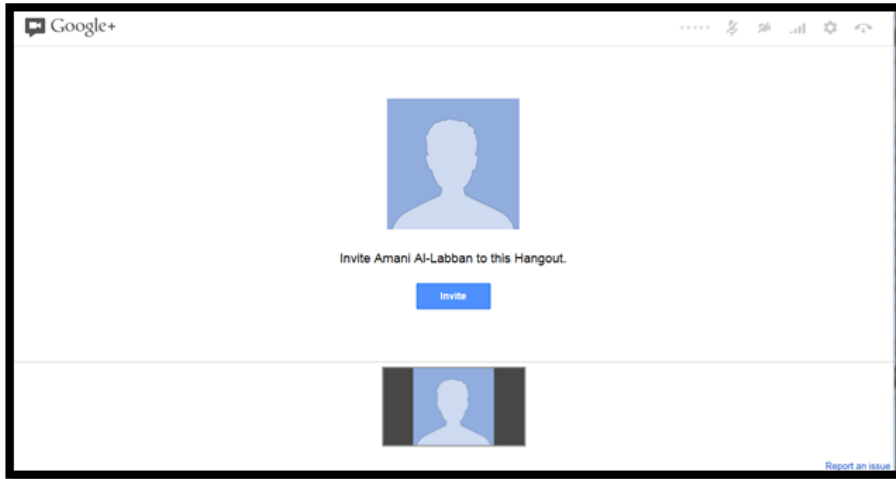 Google+
Invite Amani Al-Labban to this Hangout.
Invite
Report an issue